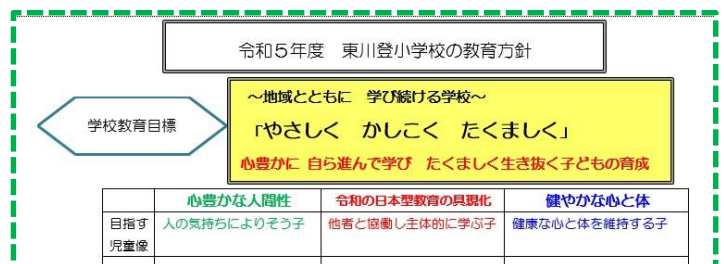 令和5年度　東川登小学校の教育方針
～地域とともに　学び続ける学校～
学校教育目標
「やさしく　かしこく　たくましく」
心豊かに 自ら進んで学び　たくましく生き抜く子どもの育成
心豊かな人間性　令和の日本型教育の具現化　健やかな心と体
目指す児童像　人の気持ちによりそう子　他者と協働し主体的に学ぶ子　健康な心と体を維持する子